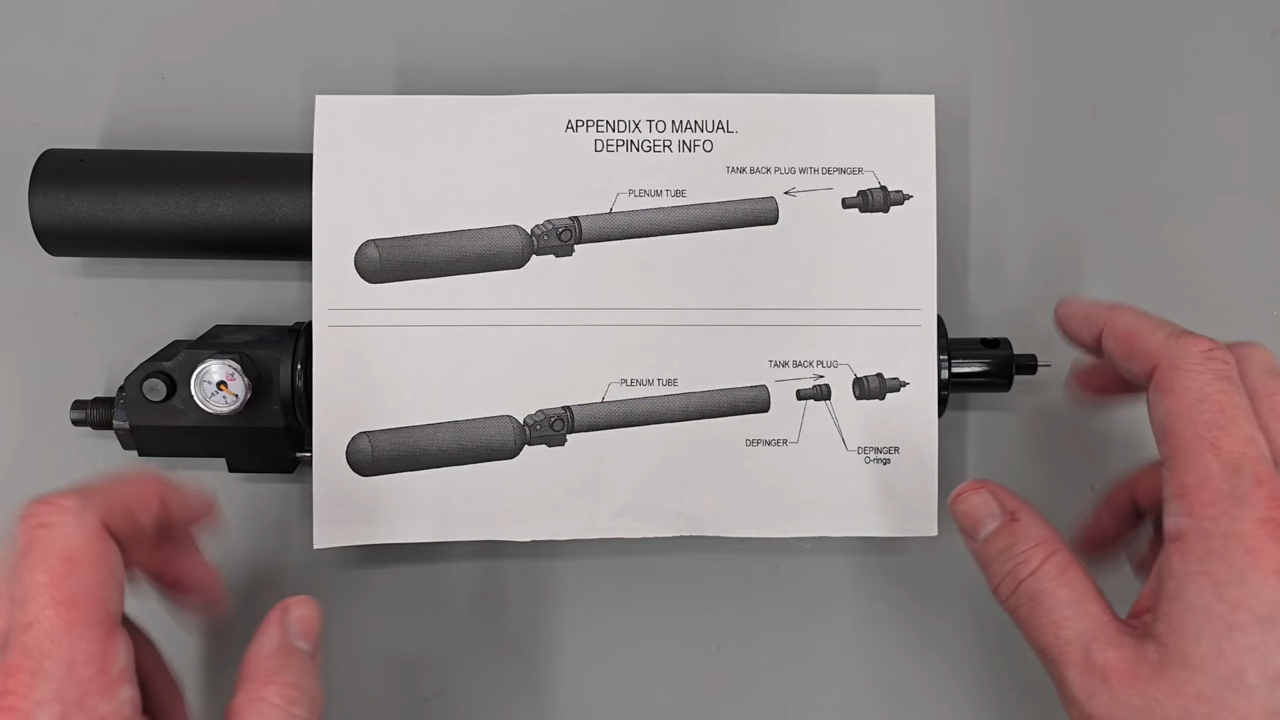 APPENDIX TO MANUAL.
DEPINGER INFO
TANK BACK PLUG WITH DEPINGER
PLENUM TUBE
TANK BACK PLUG
PLENUM TUBE
DEPINGER
DEPINGER
O-rings